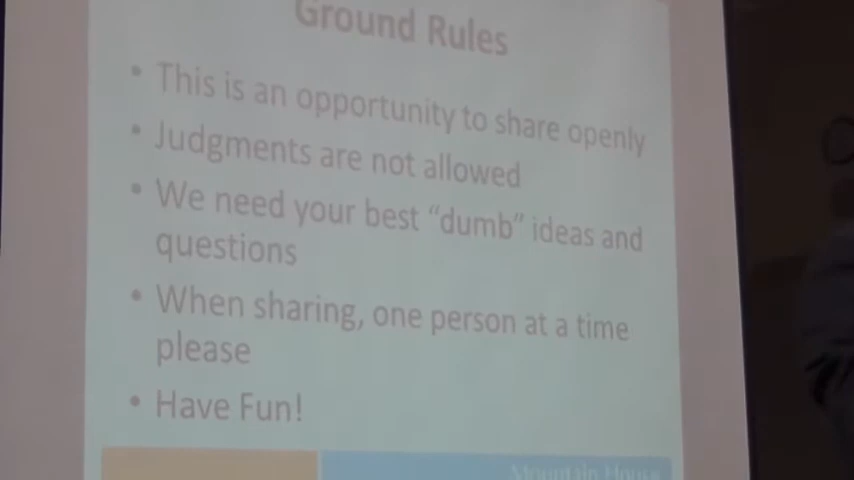 Ground Rules
• This is an opportunity to share openly
• Judgments are not allowed
• We need your best “dumb” ideas and
questions
• When sharing, one person at a time
please
• Have Fun!
Mountain House